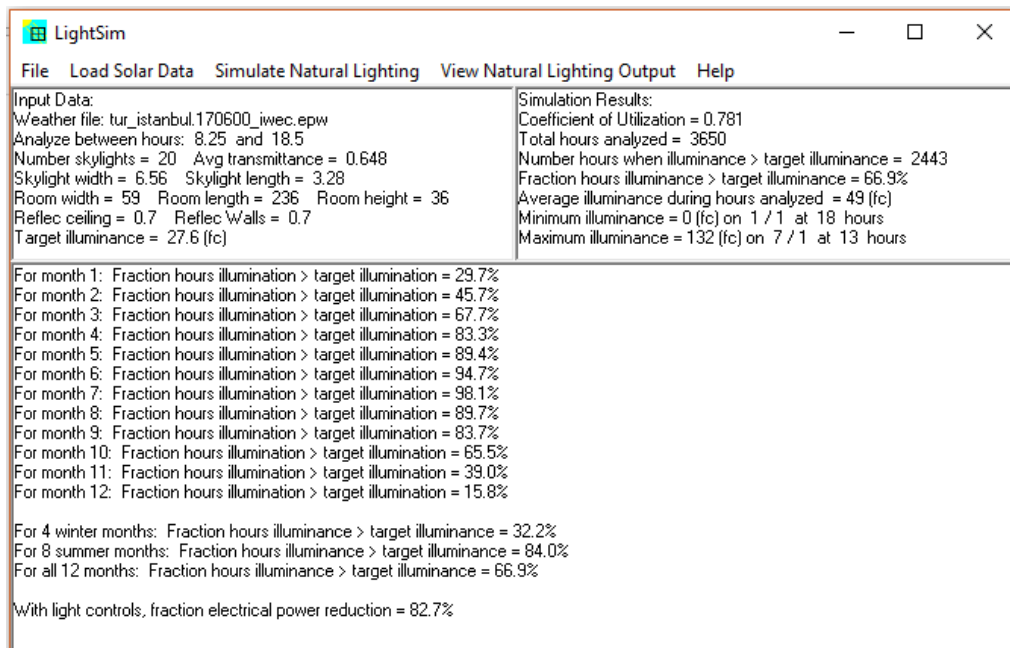 LightSim
File Load Solar Data Simulate Natural Lighting View Natural Lighting Output Help
Input Data:
Weather file: tur_istanbul.170600_iwec.epw
Analyze between hours: 8.25 and 18.5
Number skylights = 20 Avg transmittance = 0.648
Skylight width = 6.56 Skylight length = 3.28
Room width = 59 Room length = 236 Room height = 36
Reflec ceiling = 0.7 Reflec Walls = 0.7
Target illuminance = 27.6 (fc)
Simulation Results:
Coefficient of Utilization = 0.781
Total hours analyzed = 3650
Number hours when illuminance > target illuminance = 2443
Fraction hours illuminance > target illuminance = 66.9%
Average illuminance during hours analyzed = 49 (fc)
Minimum illuminance = 0 (fc) on 1 / 1 at 18 hours
Maximum illuminance = 132 (fc) on 7 / 1 at 13 hours
For month 1: Fraction hours illumination > target illumination = 29.7%
For month 2: Fraction hours illumination > target illumination = 45.7%
For month 3: Fraction hours illumination > target illumination = 67.7%
For month 4: Fraction hours illumination > target illumination = 83.3%
For month 5: Fraction hours illumination > target illumination = 89.4%
For month 6: Fraction hours illumination > target illumination = 94.7%
For month 7: Fraction hours illumination > target illumination = 98.1%
For month 8: Fraction hours illumination > target illumination = 89.7%
For month 9: Fraction hours illumination > target illumination = 83.7%
For month 10: Fraction hours illumination > target illumination = 65.5%
For month 11: Fraction hours illumination > target illumination = 39.0%
For month 12: Fraction hours illumination > target illumination = 15.8%
For 4 winter months: Fraction hours illuminance > target illuminance = 32.2%
For 8 summer months: Fraction hours illuminance > target illuminance = 84.0%
For all 12 months: Fraction hours illuminance > target illuminance = 66.9%
With light controls, fraction electrical power reduction = 82.7%